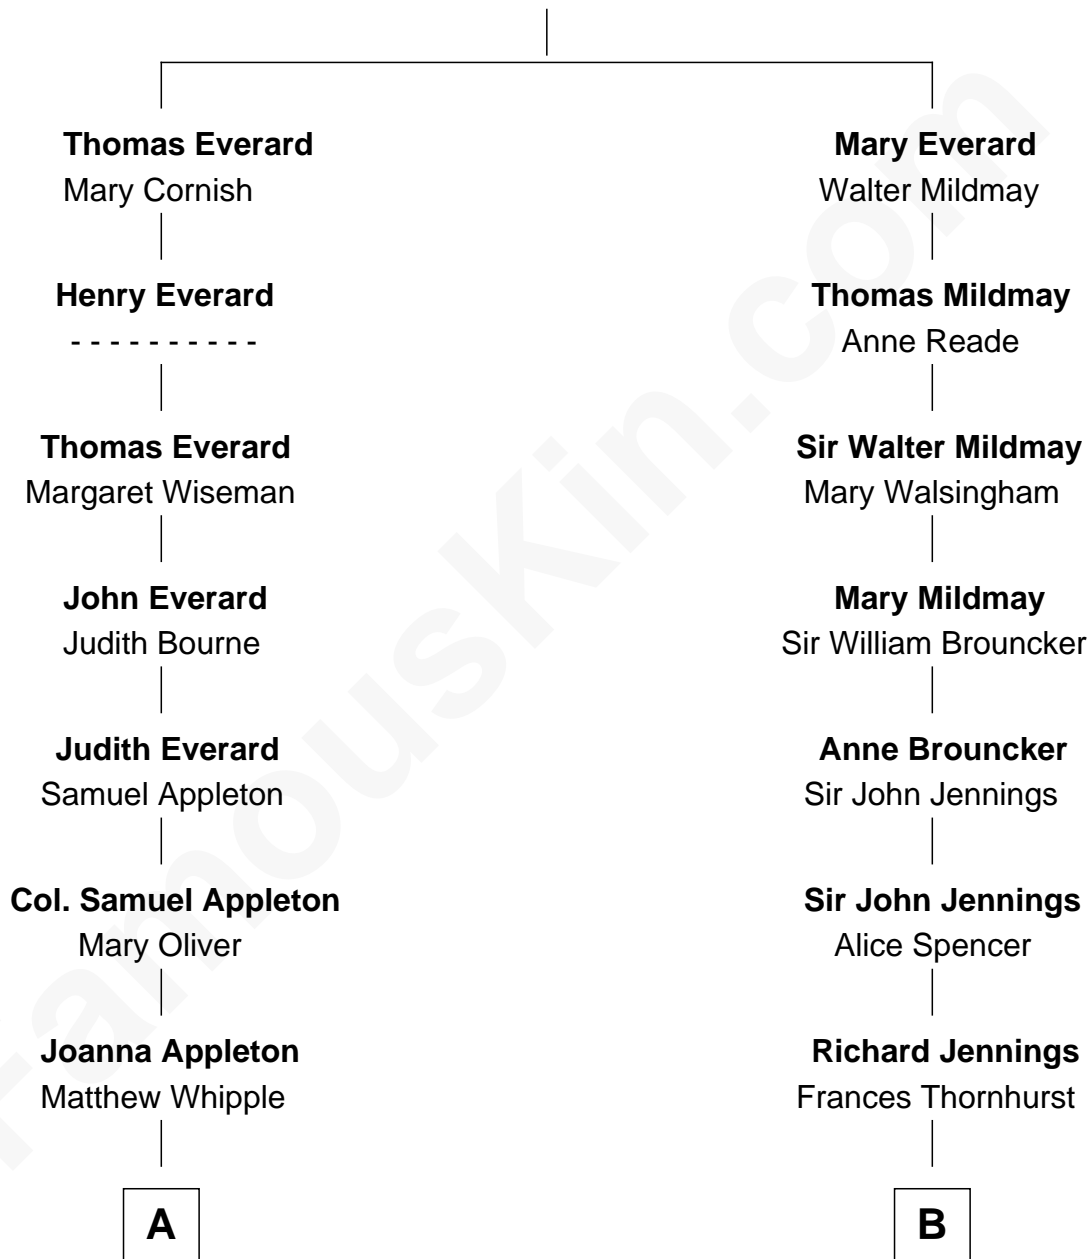 Thomas Everard
Mary Cornish
Mary Everard
Walter Mildmay
Henry Everard
- - - - - - - - - -
Thomas Mildmay
Anne Reade
Thomas Everard
Margaret Wiseman
Sir Walter Mildmay
Mary Walsingham
John Everard
Judith Bourne
Mary Mildmay
Sir William Brouncker
Judith Everard
Samuel Appleton
Anne Brouncker
Sir John Jennings
Col. Samuel Appleton
Mary Oliver
Sir John Jennings
Alice Spencer
Joanna Appleton
Matthew Whipple
Richard Jennings
Frances Thornhurst
A
B
FamousKin.com